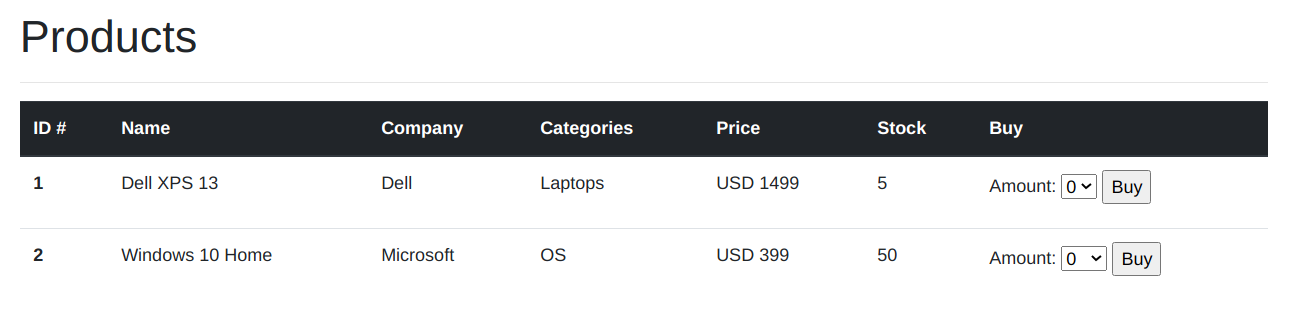 Products
ID # Name Company Categories Price Stock Buy
1 Dell XPS 13 Dell Laptops USD 1499 5 Amount: 0 Buy
2 Windows 10 Home Microsoft OS USD 399 50 Amount: 0 Buy